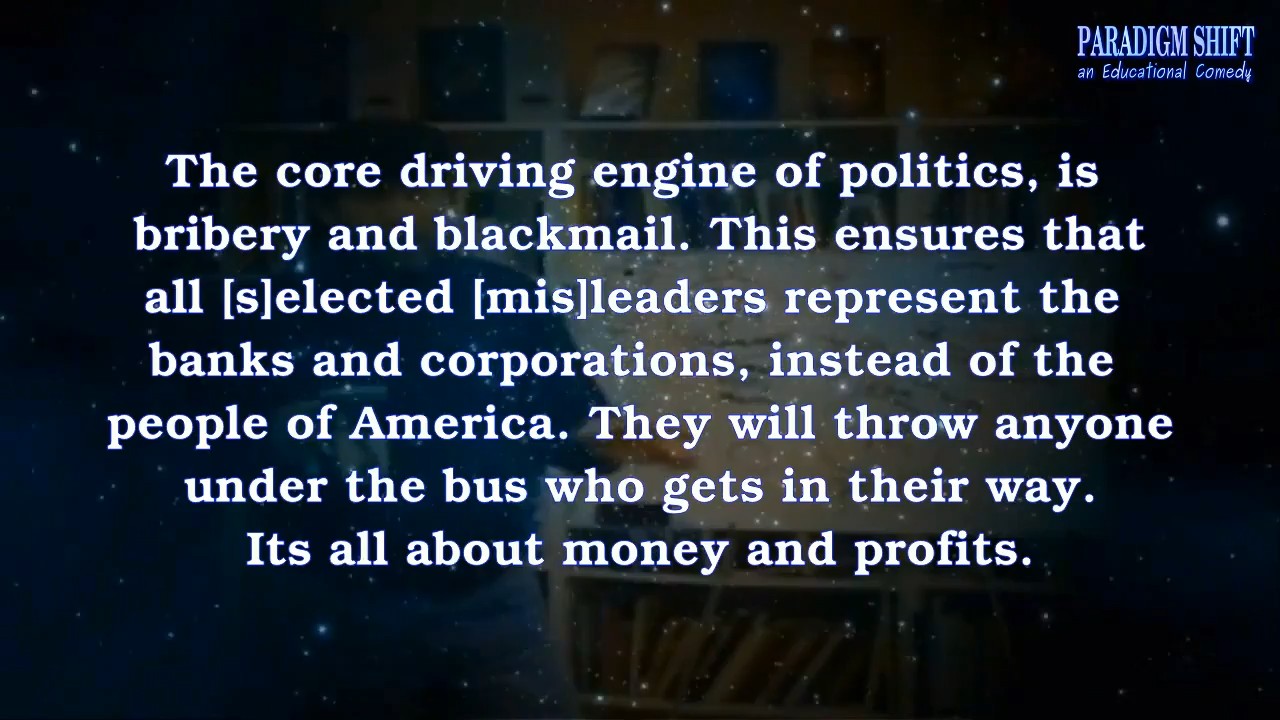 PARADIGM SHIFT
an Educational Comedy
The core driving engine of politics, is
bribery and blackmail. This ensures that
all [s]elected [mis]leaders represent the
banks and corporations, instead of the
people of America. They will throw anyone
under the bus who gets in their way.
Its all about money and profits.